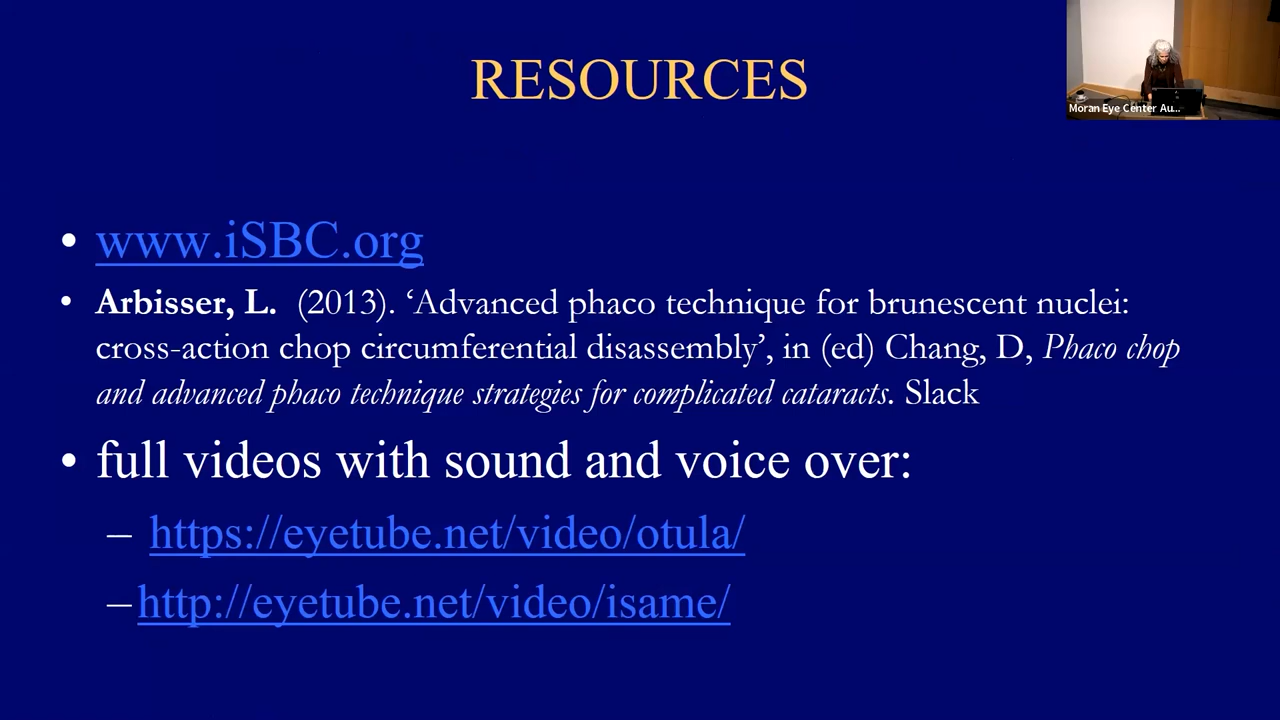 RESOURCES
Moran Eye Center Au...
• www.iSBC.org
• Arbisser, L. (2013). ‘Advanced phaco technique for brunescent nuclei:
cross-action chop circumferential disassembly’, in (ed) Chang, D, Phaco chop
and advanced phaco technique strategies for complicated cataracts. Slack
• full videos with sound and voice over:
– https://eyetube.net/video/otula/
– http://eyetube.net/video/isame/